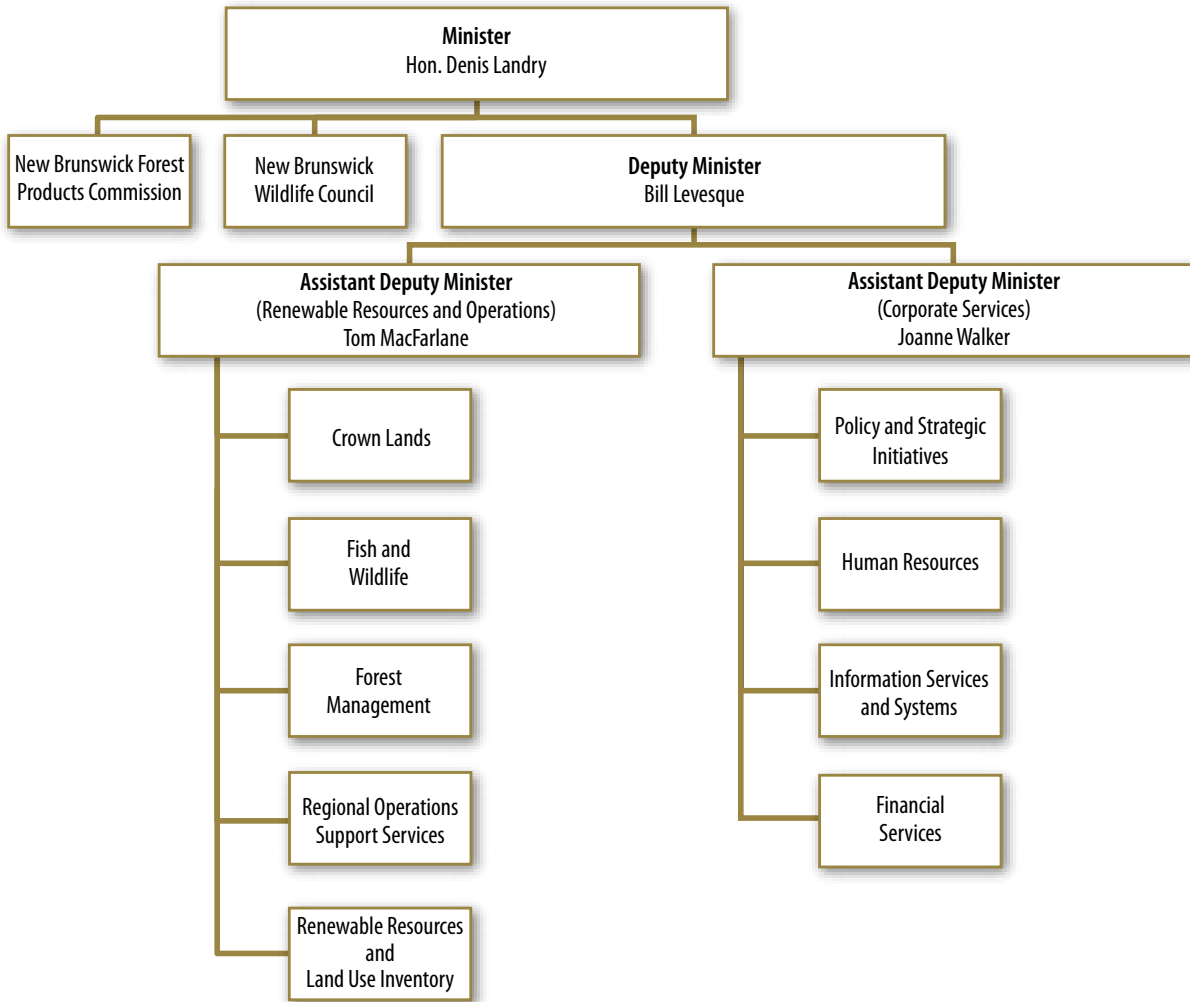 Minister
Hon. Denis Landry
New Brunswick Forest
Products Commission
New Brunswick
Wildlife Council
Deputy Minister
Bill Levesque
Assistant Deputy Minister
(Renewable Resources and Operations)
Tom MacFarlane
Assistant Deputy Minister
(Corporate Services)
Joanne Walker
Crown Lands
Fish and
Wildlife
Forest
Management
Regional Operations
Support Services
Renewable Resources
and
Land Use Inventory
Policy and Strategic
Initiatives
Human Resources
Information Services
and Systems
Financial
Services